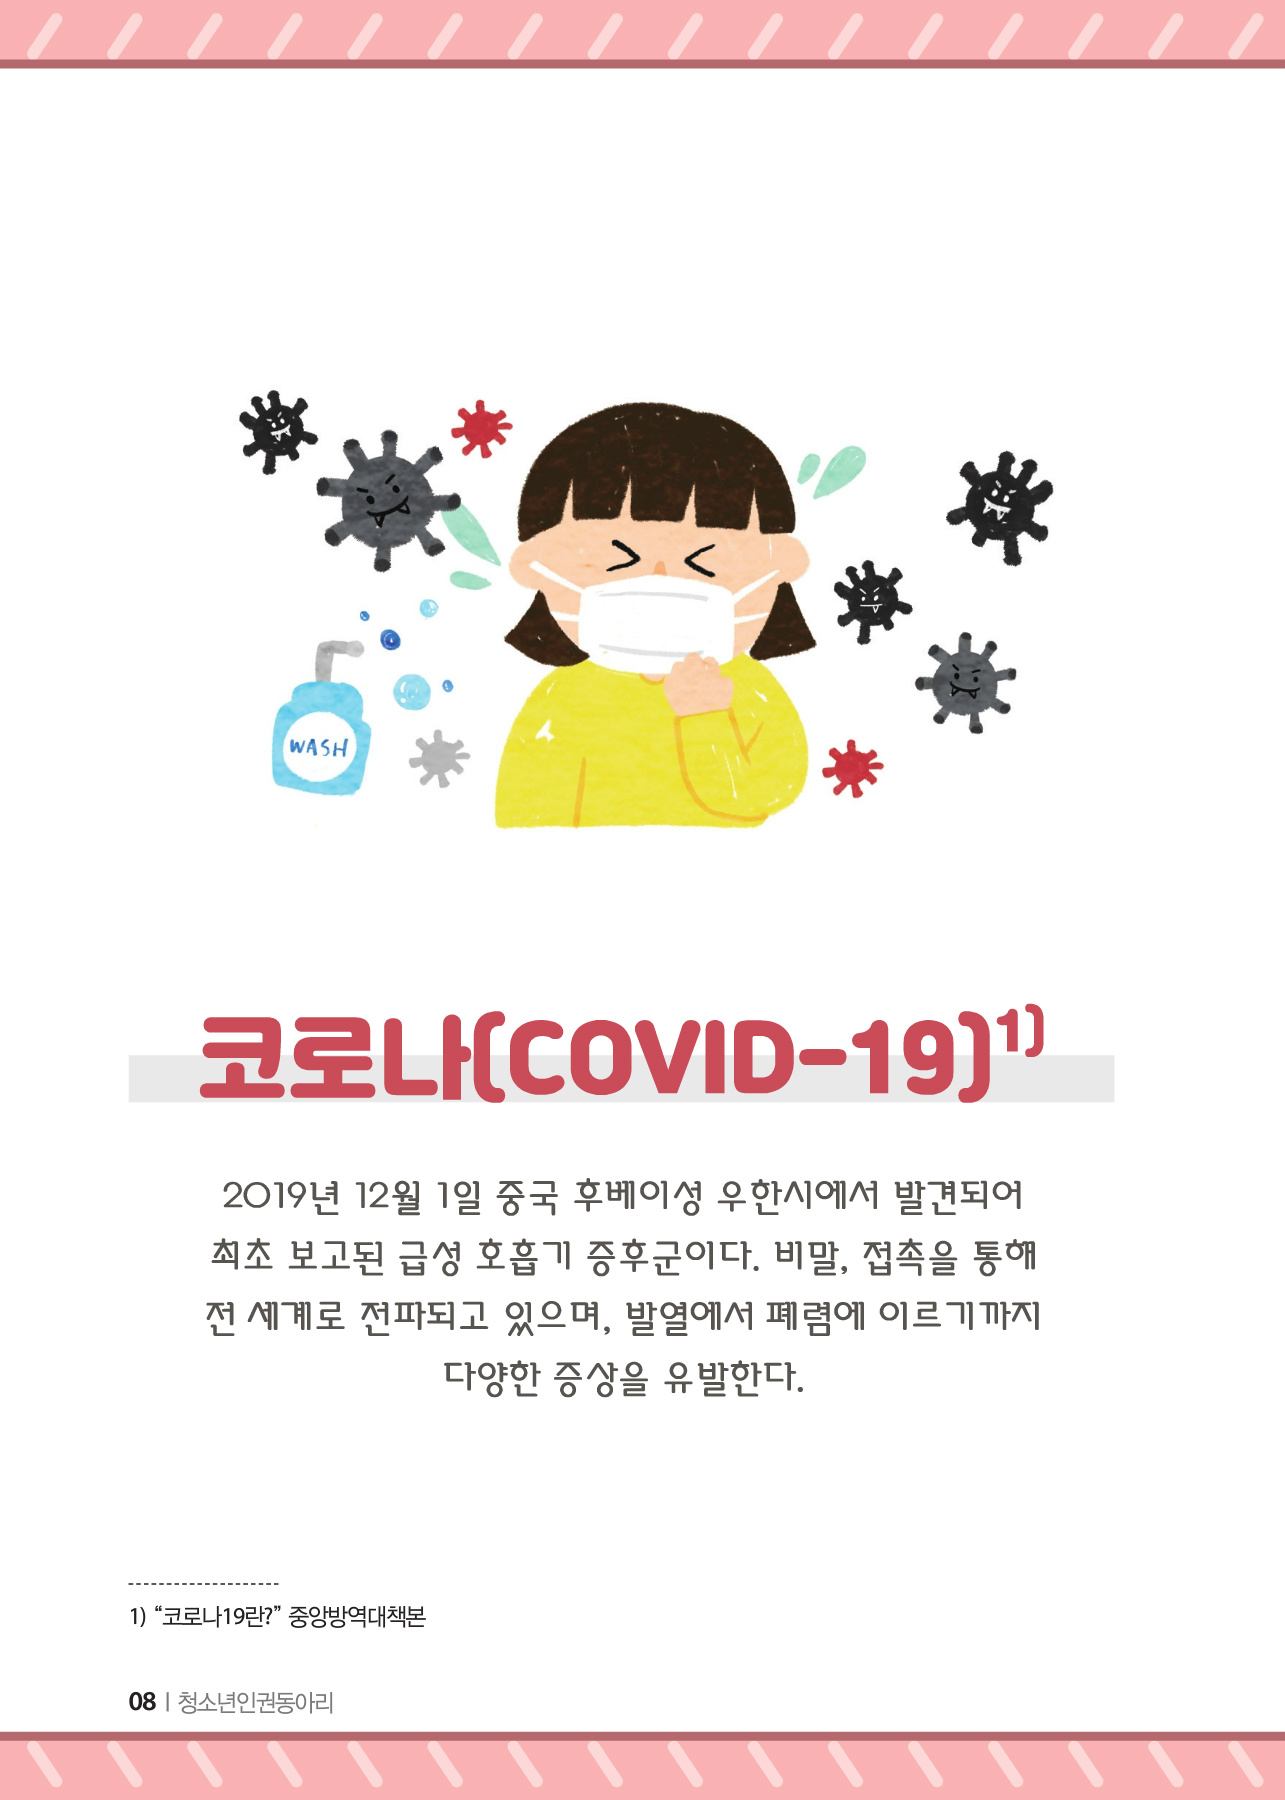 WASH
코로나(COVID-19)1)
2019년 12월 1일 중국 후베이성 우한시에서 발견되어
최초 보고된 급성 호흡기 증후군이다. 비말, 접촉을 통해
전 세계로 전파되고 있으며, 발열에서 폐렴에 이르기까지
다양한 증상을 유발한다.
1) “코로나19란?” 중앙방역대책본
08 | 청소년인권동아리